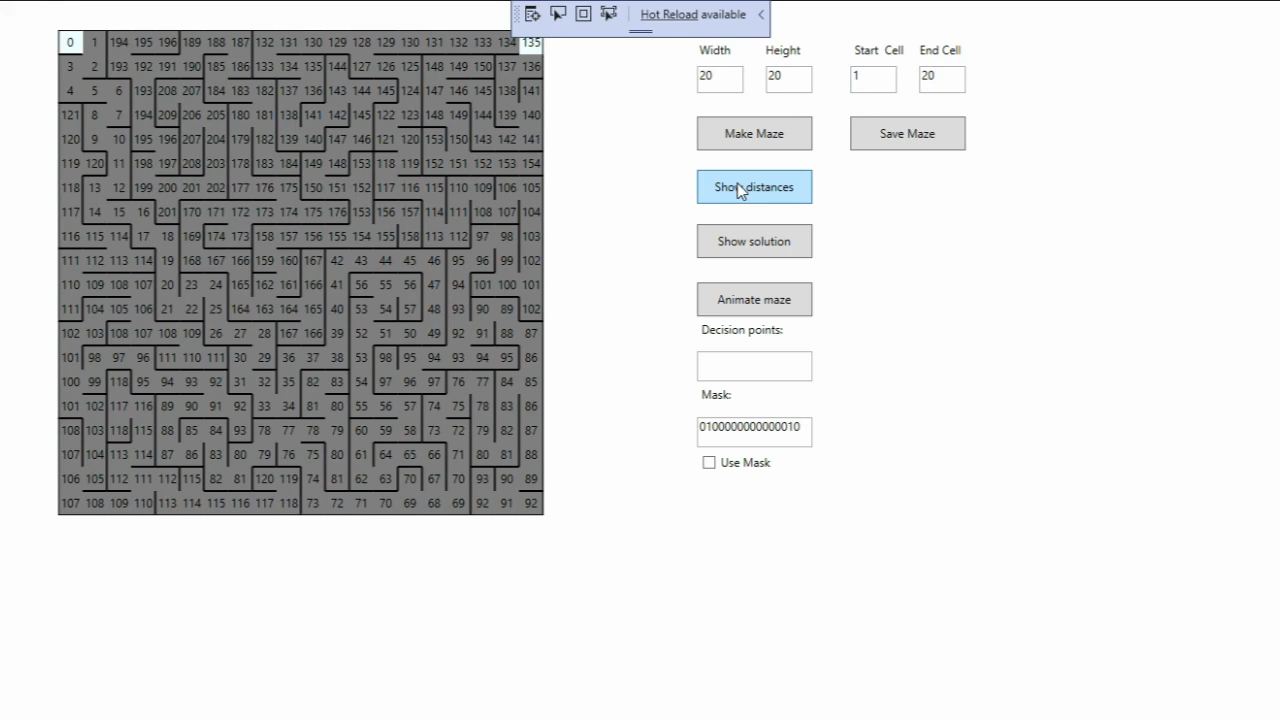 Hot Reload available
0 1 194 195 196 189 188 187 132 131 130 129 128 129 130 131 132 133 134 135
3 2 193 192 191 190 185 186 133 134 135 144 127 126 125 148 149 150 137 136
4 5 6 193 208 207 184 183 182 137 136 143 144 145 124 147 146 145 138 141
121 8 7 194 209 206 205 180 181 138 141 142 145 122 123 148 149 144 139 140
120 9 10 195 196 207 204 179 182 139 140 147 146 121 120 153 150 143 142 141
119 120 11 198 197 208 203 178 183 184 149 148 153 118 119 152 151 152 153 154
118 13 12 199 200 201 202 177 176 175 150 151 152 117 116 115 110 109 106 105
117 14 15 16 201 170 171 172 173 174 175 176 153 156 157 114 111 108 107 104
116 115 114 17 18 169 174 173 158 157 156 155 154 155 158 113 112 97 98 103
111 112 113 114 19 168 167 166 159 160 167 42 43 44 45 46 95 96 99 102
110 109 108 107 20 23 24 165 162 161 166 41 56 55 56 47 94 101 100 101
111 104 105 106 21 22 25 164 163 164 165 40 53 54 57 48 93 90 89 102
102 103 108 107 108 109 26 27 28 167 166 39 52 51 50 49 92 91 88 87
101 98 97 96 111 110 111 30 29 36 37 38 53 98 95 94 93 94 95 86
100 99 118 95 94 93 92 31 32 35 82 83 54 97 96 97 76 77 84 85
101 102 117 116 89 90 91 92 33 34 81 80 55 56 57 74 75 78 83 86
108 103 118 115 88 85 84 93 78 77 78 79 60 59 58 73 72 79 82 87
107 104 113 114 87 86 83 80 79 76 75 80 61 64 65 66 71 80 81 88
106 105 112 111 112 115 82 81 120 119 74 81 62 63 70 67 70 93 90 89
107 108 109 110 113 114 115 116 117 118 73 72 71 70 69 68 69 92 91 92
Width Height Start Cell End Cell
20 20 1 20
Make Maze Save Maze
Show distances
Show solution
Animate maze
Decision points:
Mask:
0100000000000010
Use Mask